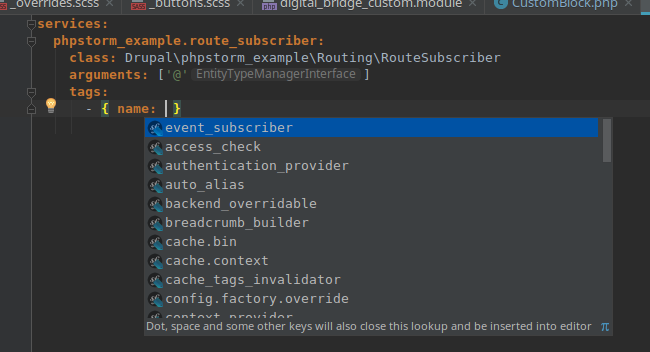 _overrides.scss × _buttons.scss × digital_bridge_custom.module × CustomBlock.php ×
services:
phpstorm_example.route_subscriber:
class: Drupal\phpstorm_example\Routing\RouteSubscriber
arguments: ['@' EntityTypeManagerInterface ]
tags:
- { name: }
event_subscriber
access_check
authentication_provider
auto_alias
backend_overridable
breadcrumb_builder
cache.bin
cache.context
cache_tags_invalidator
config.factory.override
context_provider
Dot, space and some other keys will also close this lookup and be inserted into editor π